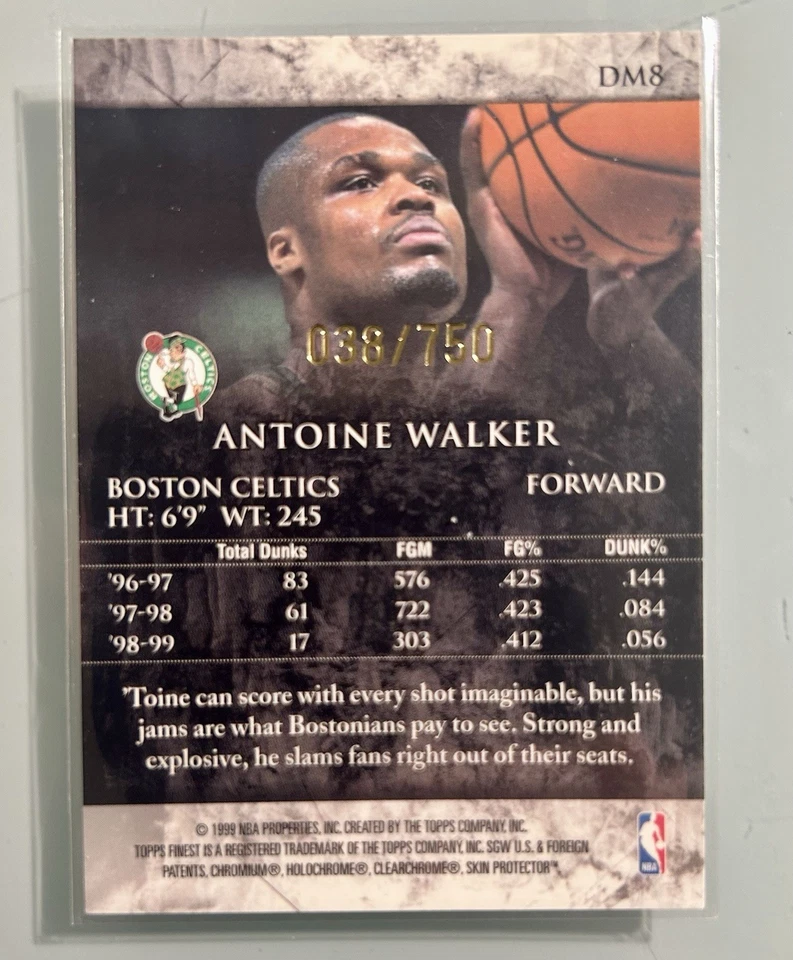 DM8
BOSTON CELTICS
038/750
ANTOINE WALKER
BOSTON CELTICS FORWARD
HT: 6'9" WT: 245
Total Dunks FGM FG% DUNK%
'96-97 83 576 .425 .144
'97-98 61 722 .423 .084
'98-99 17 303 .412 .056
'Toine can score with every shot imaginable, but his
jams are what Bostonians pay to see. Strong and
explosive, he slams fans right out of their seats.
© 1999 NBA PROPERTIES, INC. CREATED BY THE TOPPS COMPANY, INC.
TOPPS FINEST IS A REGISTERED TRADEMARK OF THE TOPPS COMPANY, INC. SGW U.S. & FOREIGN
PATENTS, CHROMIUM®, HOLOCHROME®, CLEARCHROME®, SKIN PROTECTOR™.
NBA